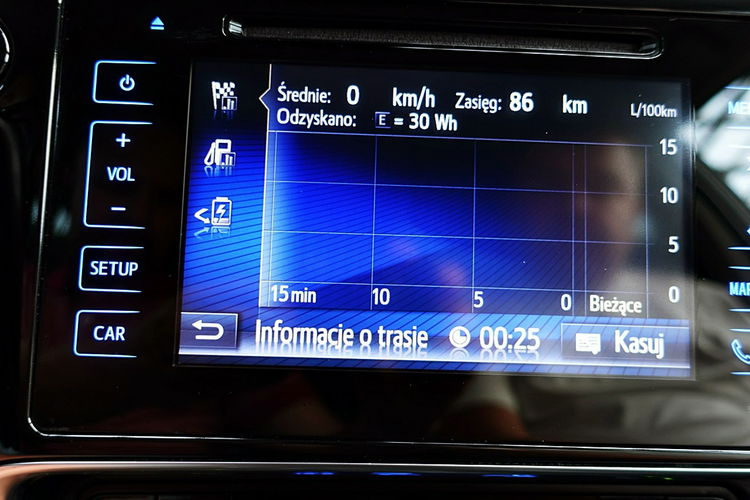 Średnie: 0 km/h Zasięg: 86 km
L/100km
Odzyskano: E = 30 Wh
+
VOL
−
SETUP
CAR
15
10
5
0
15 min 10 5 0 Bieżące
Informacje o trasie 00:25 Kasuj